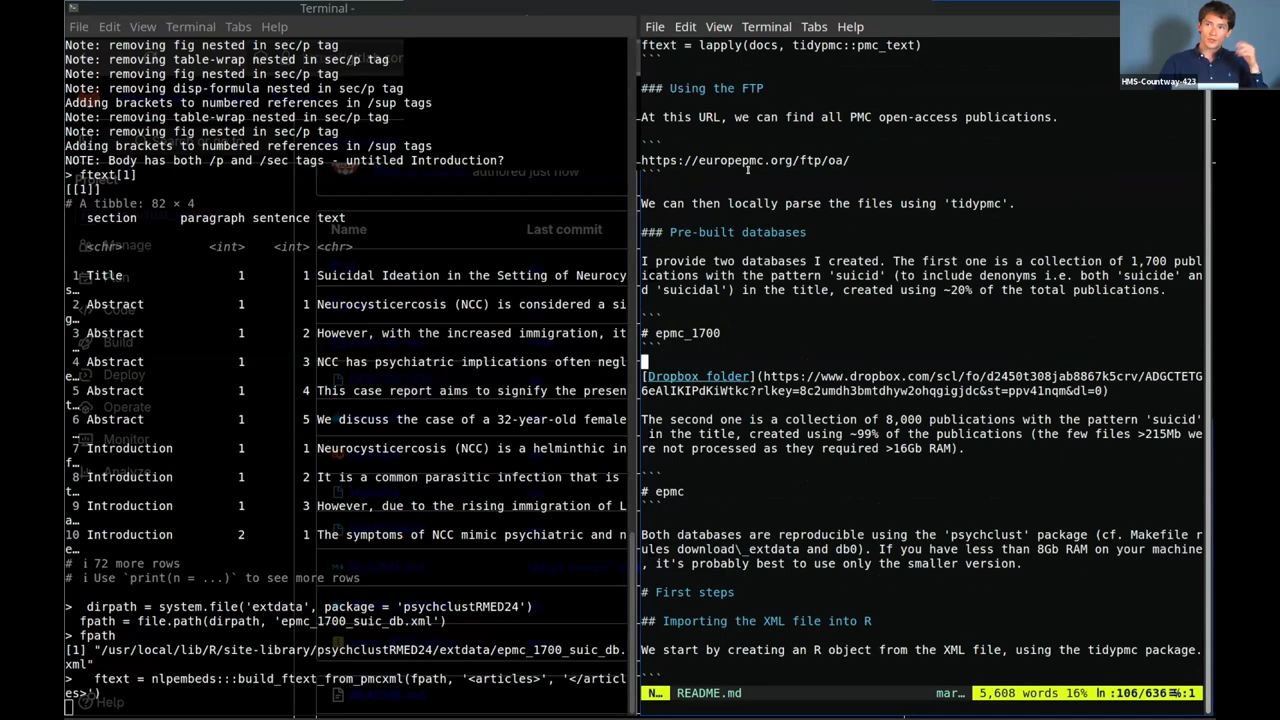 Terminal -
File Edit View Terminal Tabs Help
Note: removing fig nested in sec/p tag
Note: removing table-wrap nested in sec/p tag
Note: removing fig nested in sec/p tag
Note: removing disp-formula nested in sec/p tag
Adding brackets to numbered references in /sup tags
Note: removing table-wrap nested in sec/p tag
Note: removing fig nested in sec/p tag
Adding brackets to numbered references in /sup tags
NOTE: Body has both /p and /sec tags - untitled Introduction?
> ftext[1]
[[1]]
# A tibble: 82 × 4
section paragraph sentence text
<chr> <int> <int> <chr>
1 Title 1 1 Suicidal Ideation in the Setting of Neurocy
s…
2 Abstract 1 1 Neurocysticercosis (NCC) is considered a si
g…
3 Abstract 1 2 However, with the increased immigration, it
…
4 Abstract 1 3 NCC has psychiatric implications often negl
e…
5 Abstract 1 4 This case report aims to signify the presen
t…
6 Abstract 1 5 We discuss the case of a 32-year-old female
…
7 Introduction 1 1 Neurocysticercosis (NCC) is a helminthic in
f…
8 Introduction 1 2 It is a common parasitic infection that is
…
9 Introduction 1 3 However, due to the rising immigration of L
a…
10 Introduction 2 1 The symptoms of NCC mimic psychiatric and n
e…
# ℹ 72 more rows
# ℹ Use `print(n = ...)` to see more rows
> dirpath = system.file('extdata', package = 'psychclustRMED24')
fpath = file.path(dirpath, 'epmc_1700_suic_db.xml')
> fpath
[1] "/usr/local/lib/R/site-library/psychclustRMED24/extdata/epmc_1700_suic_db.
xml"
> ftext = nlpembeds:::build_ftext_from_pmcxml(fpath, '<articles>', '</articl
es>')
authored just now
Name Last commit
Manage
Plan
Code
Build
Deploy
Operate
Monitor
Analyze
Help
File Edit View Terminal Tabs Help
ftext = lapply(docs, tidypmc::pmc_text)
```
### Using the FTP
At this URL, we can find all PMC open-access publications.
```
https://europepmc.org/ftp/oa/
```
We can then locally parse the files using 'tidypmc'.
### Pre-built databases
I provide two databases I created. The first one is a collection of 1,700 publ
ications with the pattern 'suicid' (to include denonyms i.e. both 'suicide' an
d 'suicidal') in the title, created using ~20% of the total publications.
```
# epmc_1700
```
[Dropbox folder](https://www.dropbox.com/scl/fo/d2450t308jab8867k5crv/ADGCTETG
6eAlIKIPdKiWtkc?rlkey=8c2umdh3bmtdhyw2ohqgigjdc&st=ppv41nqm&dl=0)
The second one is a collection of 8,000 publications with the pattern 'suicid'
in the title, created using ~99% of the publications (the few files >215Mb we
re not processed as they required >16Gb RAM).
```
# epmc
```
Both databases are reproducible using the 'psychclust' package (cf. Makefile r
ules download\_extdata and db0). If you have less than 8Gb RAM on your machine
, it's probably best to use only the smaller version.
# First steps
## Importing the XML file into R
We start by creating an R object from the XML file, using the tidypmc package.
```
N… README.md mar… 5,608 words 16% ln :106/636 ☰℅:1
HMS-Countway-423